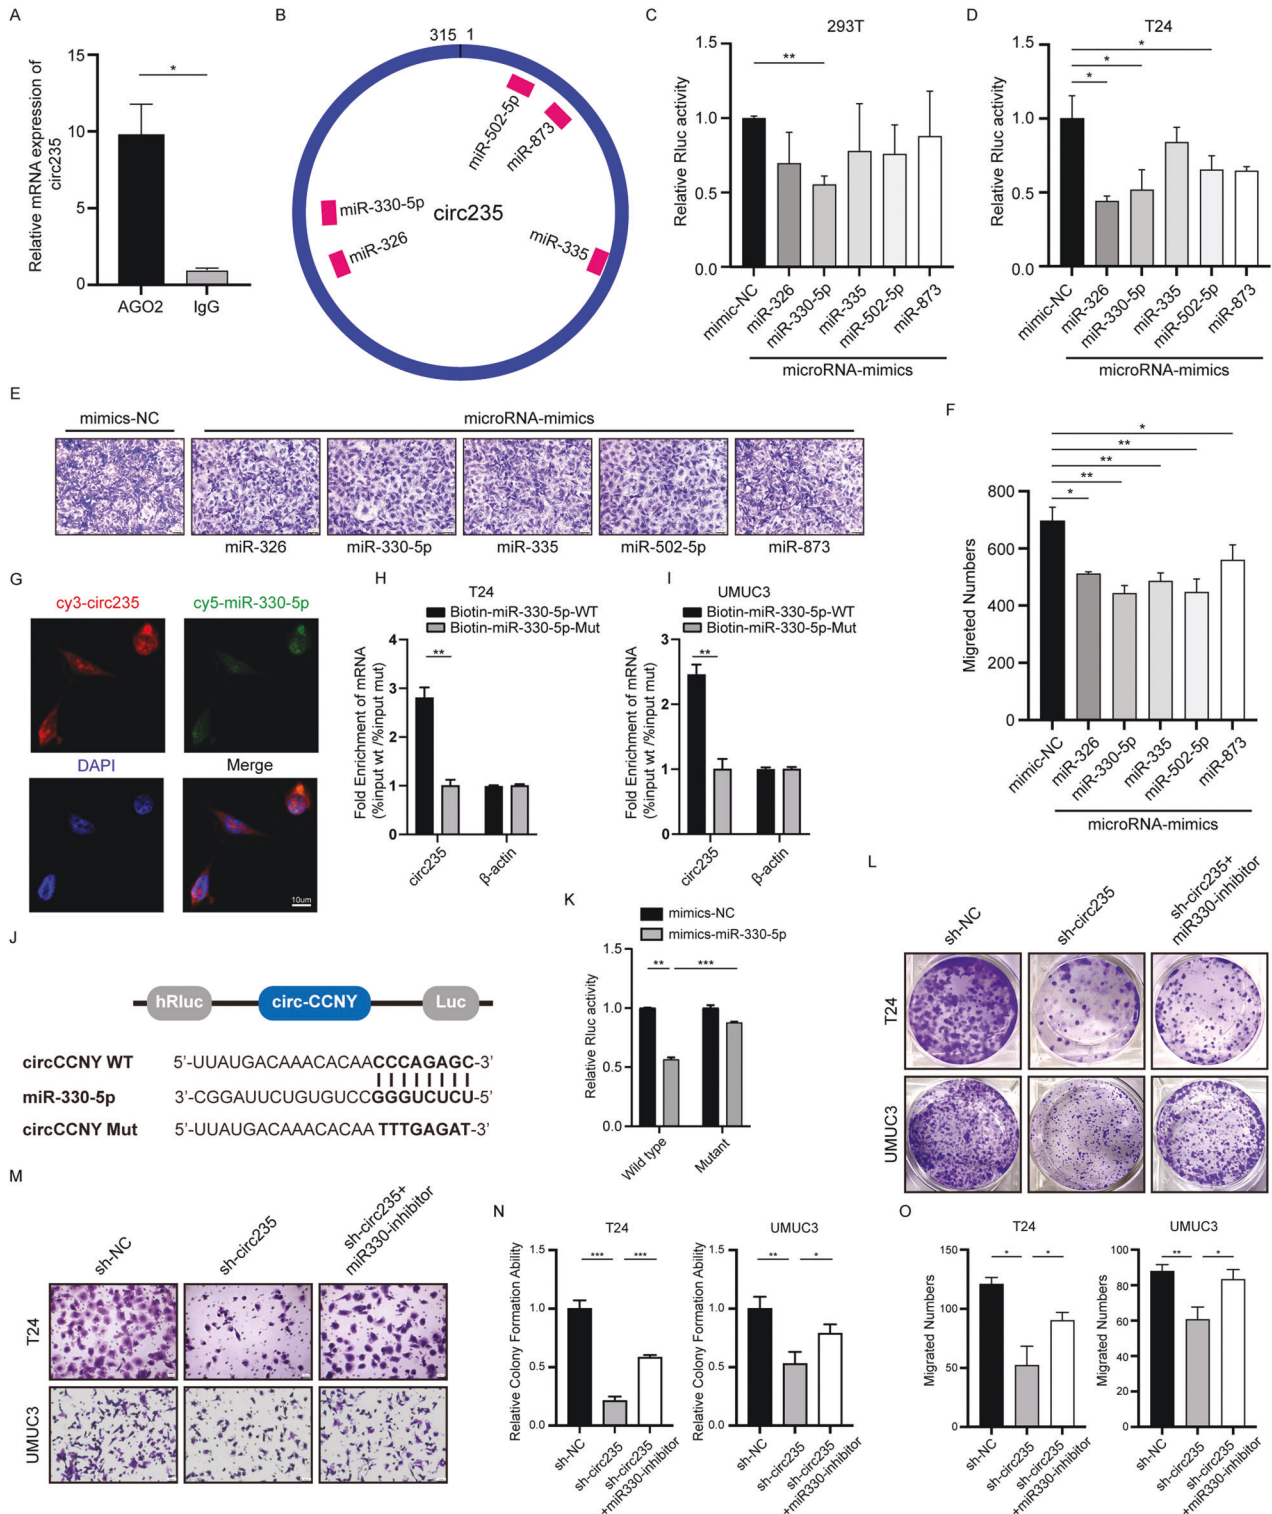 A
Relative mRNA expression of
circ235
15
10
5
0
*
AGO2
IgG
B
315
1
miR-502-5p
miR-873
miR-330-5p
miR-326
circ235
miR-335
C
293T
Relative Rluc activity
1.5
1.0
0.5
0.0
**
mimic-NC
miR-326
miR-330-5p
miR-335
miR-502-5p
miR-873
microRNA-mimics
D
T24
Relative Rluc activity
1.5
1.0
0.5
0.0
*
*
*
mimic-NC
miR-326
miR-330-5p
miR-335
miR-502-5p
miR-873
microRNA-mimics
E
mimics-NC
microRNA-mimics
miR-326
miR-330-5p
miR-335
miR-502-5p
miR-873
F
Migreted Numbers
800
600
400
200
0
*
**
**
**
*
mimic-NC
miR-326
miR-330-5p
miR-335
miR-502-5p
miR-873
microRNA-mimics
G
cy3-circ235
cy5-miR-330-5p
DAPI
Merge
10um
H
T24
Biotin-miR-330-5p-WT
Biotin-miR-330-5p-Mut
Fold Enrichment of mRNA
(%input wt /%input mut)
4
3
2
1
0
**
circ235
β-actin
I
UMUC3
Biotin-miR-330-5p-WT
Biotin-miR-330-5p-Mut
Fold Enrichment of mRNA
(%input wt /%input mut)
3
2
1
0
**
circ235
β-actin
J
hRluc
circ-CCNY
Luc
circCCNY WT 5'-UUAUGACAAACACAACCCAGAGC-3'
miR-330-5p 3'-CGGAUUCUGUGUCCGGGUCUCU-5'
circCCNY Mut 5'-UUAUGACAAACACAA TTTGAGAT-3'
K
mimics-NC
mimics-miR-330-5p
Relative Rluc activity
1.5
1.0
0.5
0.0
**
***
Wild type
Mutant
L
sh-NC
sh-circ235
sh-circ235+
miR330-inhibitor
T24
UMUC3
M
sh-NC
sh-circ235
sh-circ235+
miR330-inhibitor
T24
UMUC3
N
T24
Relative Colony Formation Ability
1.5
1.0
0.5
0.0
***
***
sh-NC
sh-circ235
sh-circ235
+miR330-inhibitor
UMUC3
Relative Colony Formation Ability
1.5
1.0
0.5
0.0
**
*
sh-NC
sh-circ235
sh-circ235
+miR330-inhibitor
O
T24
Migrated Numbers
150
100
50
0
*
*
sh-NC
sh-circ235
sh-circ235
+miR330-inhibitor
UMUC3
Migrated Numbers
100
80
60
40
20
0
**
*
sh-NC
sh-circ235
sh-circ235
+miR330-inhibitor